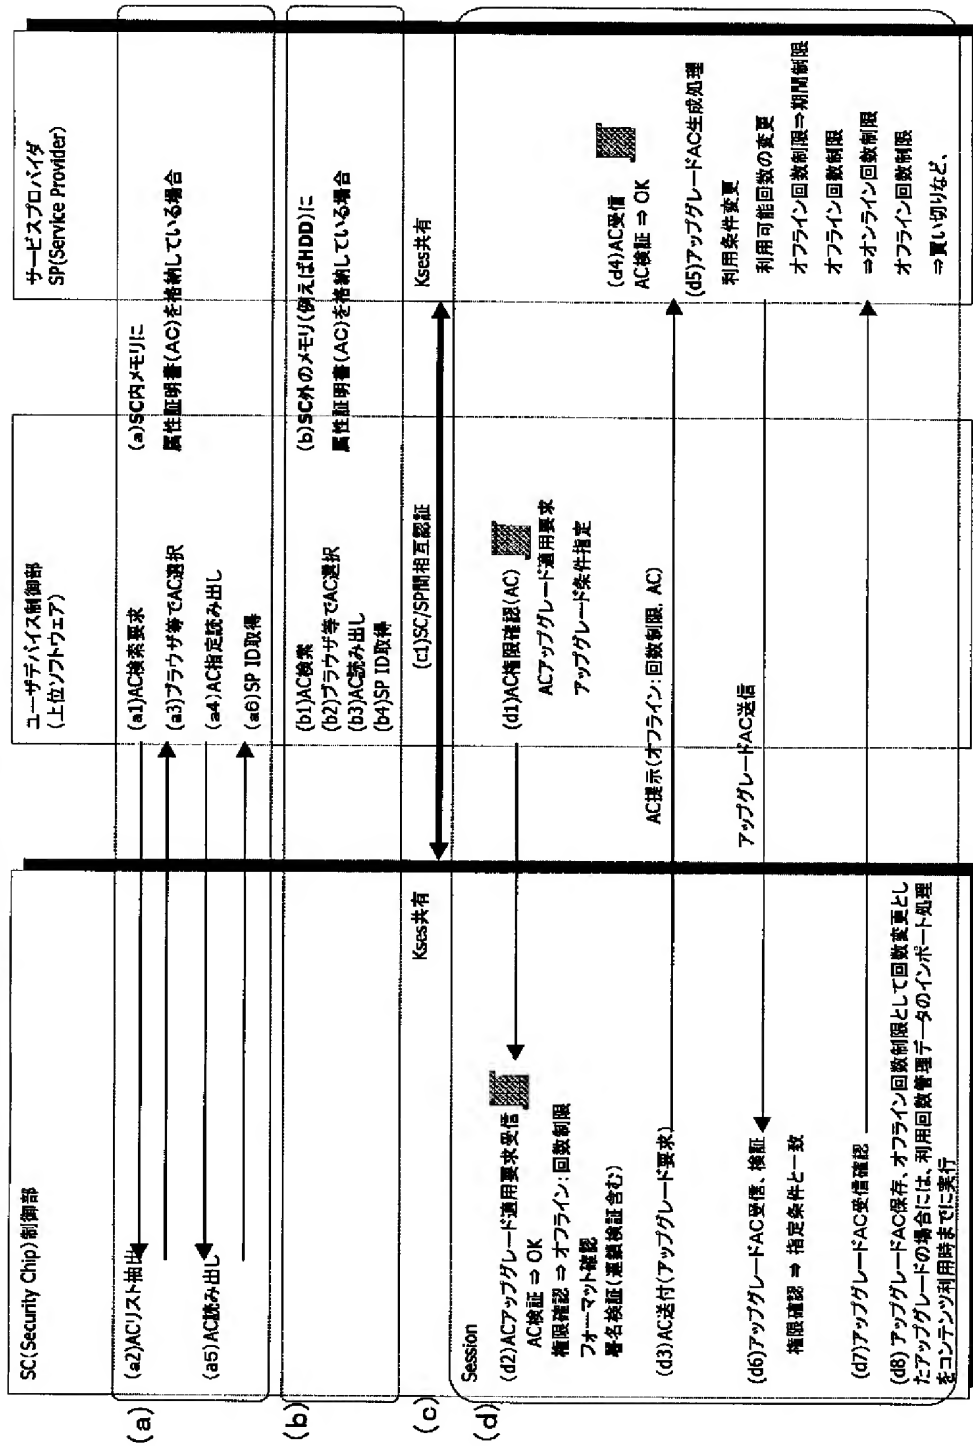 SC(Security Chip)制御部
ユーザデバイス制御部
(上位ソフトウェア)
サービスプロバイダ
SP(Service Provider)
(a)
(a1)AC検索要求
(a2)ACリスト抽出
(a3)ブラウザ等でAC選択
(a4)AC指定読み出し
(a5)AC読み出し
(a6)SP ID取得
(a)SC内メモリに
属性証明書(AC)を格納している場合
(b)
(b1)AC検索
(b2)ブラウザ等でAC選択
(b3)AC読み出し
(b4)SP ID取得
(b)SC外のメモリ(例えばHDD)に
属性証明書(AC)を格納している場合
(c)
Kses共有
(c1)SC/SP間相互認証
Kses共有
(d)
Session
(d1)AC権限確認(AC)
ACアップグレード適用要求
アップグレード条件指定
(d2)ACアップグレード適用要求受信
AC検証 ⇒ OK
権限確認 ⇒ オフライン:回数制限
フォーマット確認
署名検証(連鎖検証含む)
(d3)AC送付(アップグレード要求)
AC提示(オフライン:回数制限, AC)
(d4)AC受信
AC検証 ⇒ OK
(d5)アップグレードAC生成処理
利用条件変更
利用可能回数の変更
オフライン回数制限⇒期間制限
オフライン回数制限
⇒オンライン回数制限
オフライン回数制限
⇒買い切りなど、
アップグレードAC送信
(d6)アップグレードAC受信、検証
権限確認 ⇒ 指定条件と一致
(d7)アップグレードAC受信確認
(d8) アップグレードAC保存、オフライン回数制限として回数変更とし
たアップグレードの場合には、利用回数管理データのインポート処理
をコンテンツ利用時までに実行